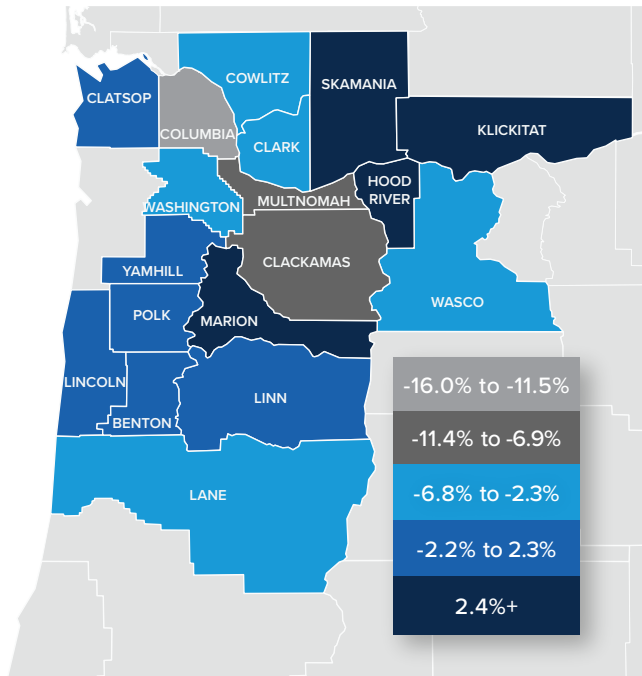 COWLITZ
SKAMANIA
CLATSOP
KLICKITAT
COLUMBIA
CLARK
HOOD
RIVER
MULTNOMAH
WASHINGTON
CLACKAMAS
YAMHILL
WASCO
POLK
MARION
LINCOLN
LINN
BENTON
LANE
-16.0% to -11.5%
-11.4% to -6.9%
-6.8% to -2.3%
-2.2% to 2.3%
2.4%+